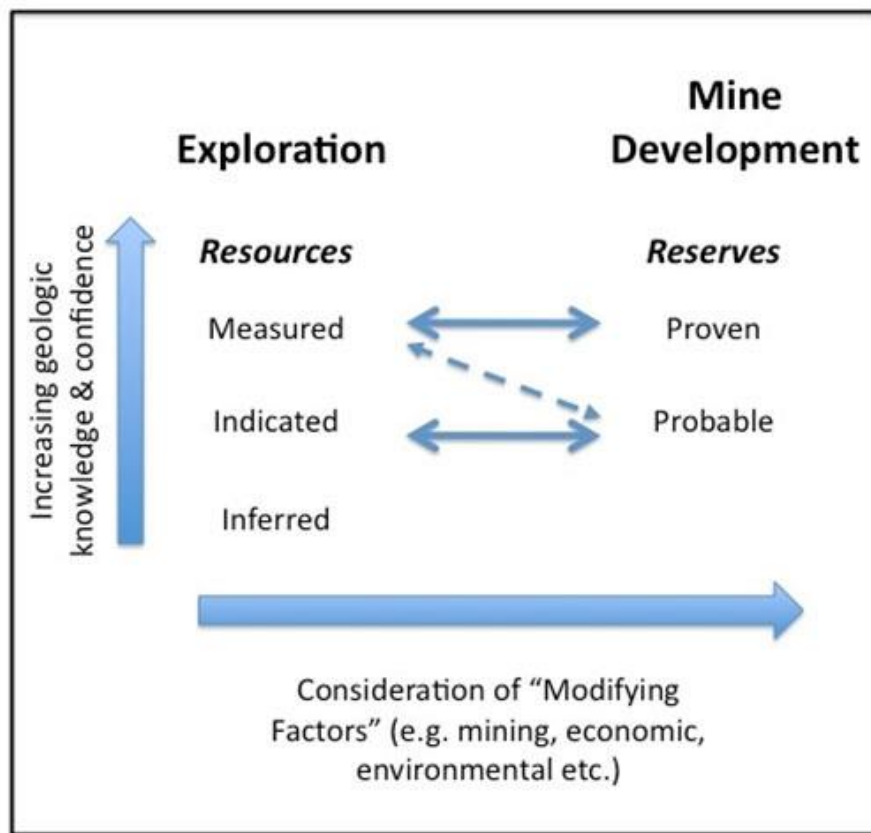 Exploration
Mine
Development
Increasing geologic
knowledge & confidence
Resources
Reserves
Measured
Proven
Indicated
Probable
Inferred
Consideration of “Modifying
Factors” (e.g. mining, economic,
environmental etc.)